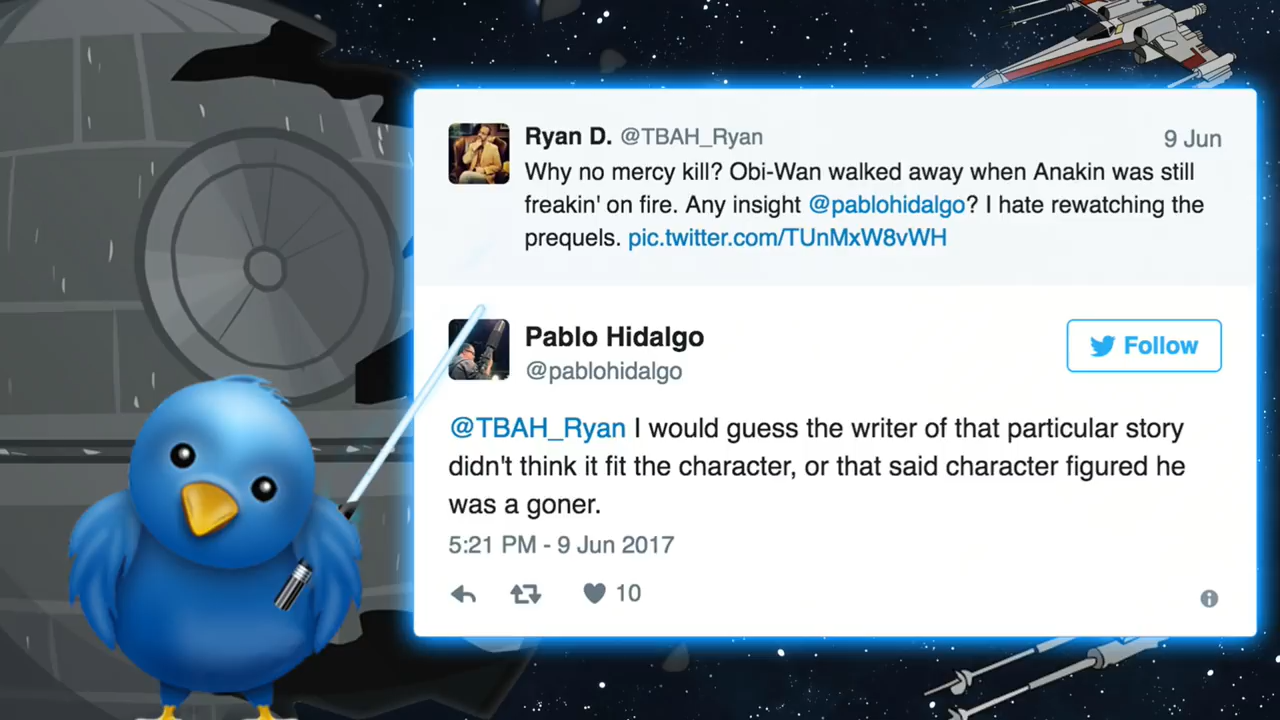 Ryan D. @TBAH_Ryan 9 Jun
Why no mercy kill? Obi-Wan walked away when Anakin was still
freakin' on fire. Any insight @pablohidalgo? I hate rewatching the
prequels. pic.twitter.com/TUnMxW8vWH
Pablo Hidalgo
@pablohidalgo
Follow
@TBAH_Ryan I would guess the writer of that particular story
didn't think it fit the character, or that said character figured he
was a goner.
5:21 PM - 9 Jun 2017
10